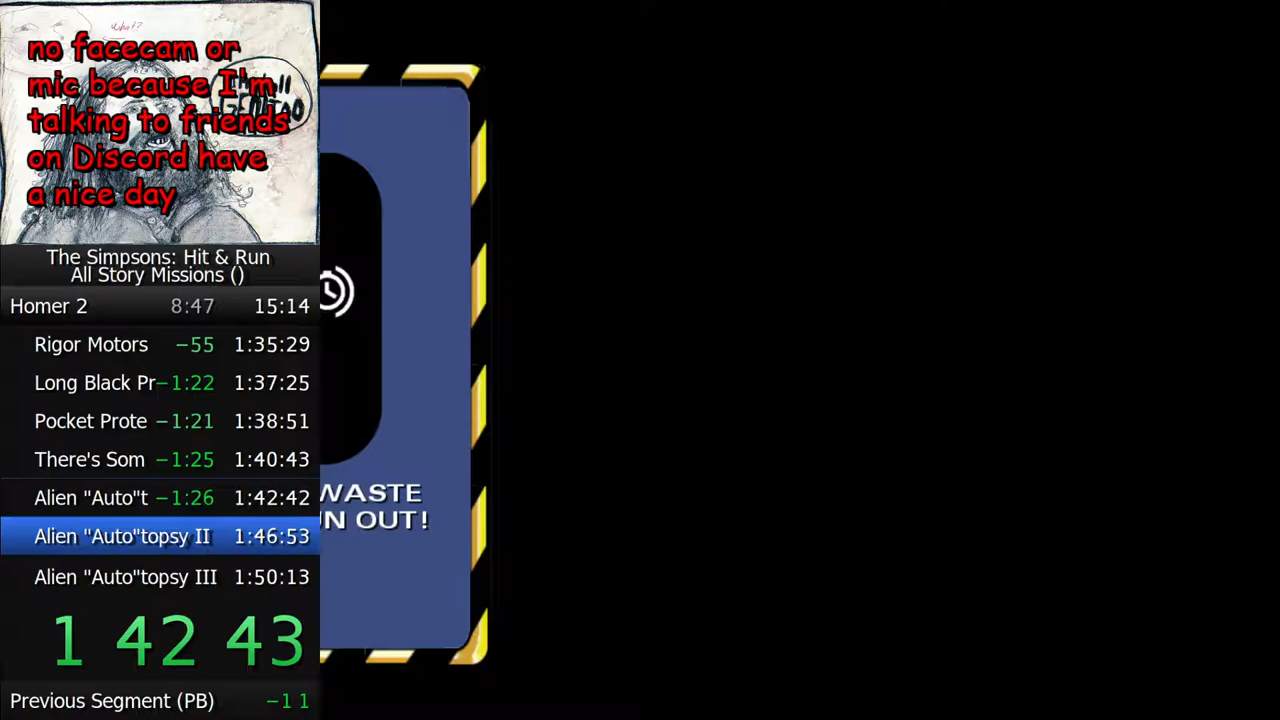 What?
no facecam or
mic because I'm
talking to friends
on Discord have
a nice day
The Simpsons: Hit & Run
All Story Missions ()
Homer 2 8:47 15:14
Rigor Motors −55 1:35:29
Long Black Pr −1:22 1:37:25
Pocket Prote −1:21 1:38:51
There's Som −1:25 1:40:43
Alien "Auto"t −1:26 1:42:42
Alien "Auto"topsy II 1:46:53
Alien "Auto"topsy III 1:50:13
1 42 43
Previous Segment (PB) −1 1
WASTE
N OUT!